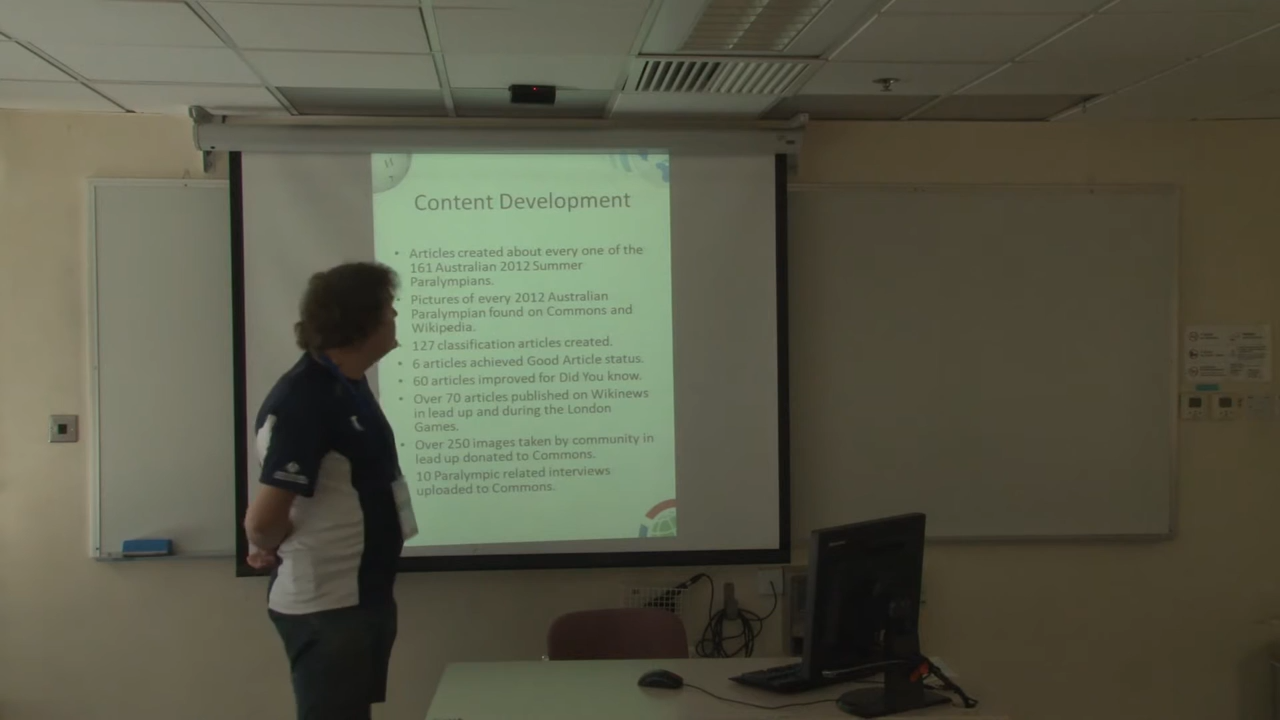 Content Development
• Articles created about every one of the
161 Australian 2012 Summer
Paralympians.
• Pictures of every 2012 Australian
Paralympian found on Commons and
Wikipedia.
127 classification articles created.
• 6 articles achieved Good Article status.
• 60 articles improved for Did You know.
• Over 70 articles published on Wikinews
in lead up and during the London
Games.
• Over 250 images taken by community in
lead up donated to Commons.
10 Paralympic related interviews
uploaded to Commons.